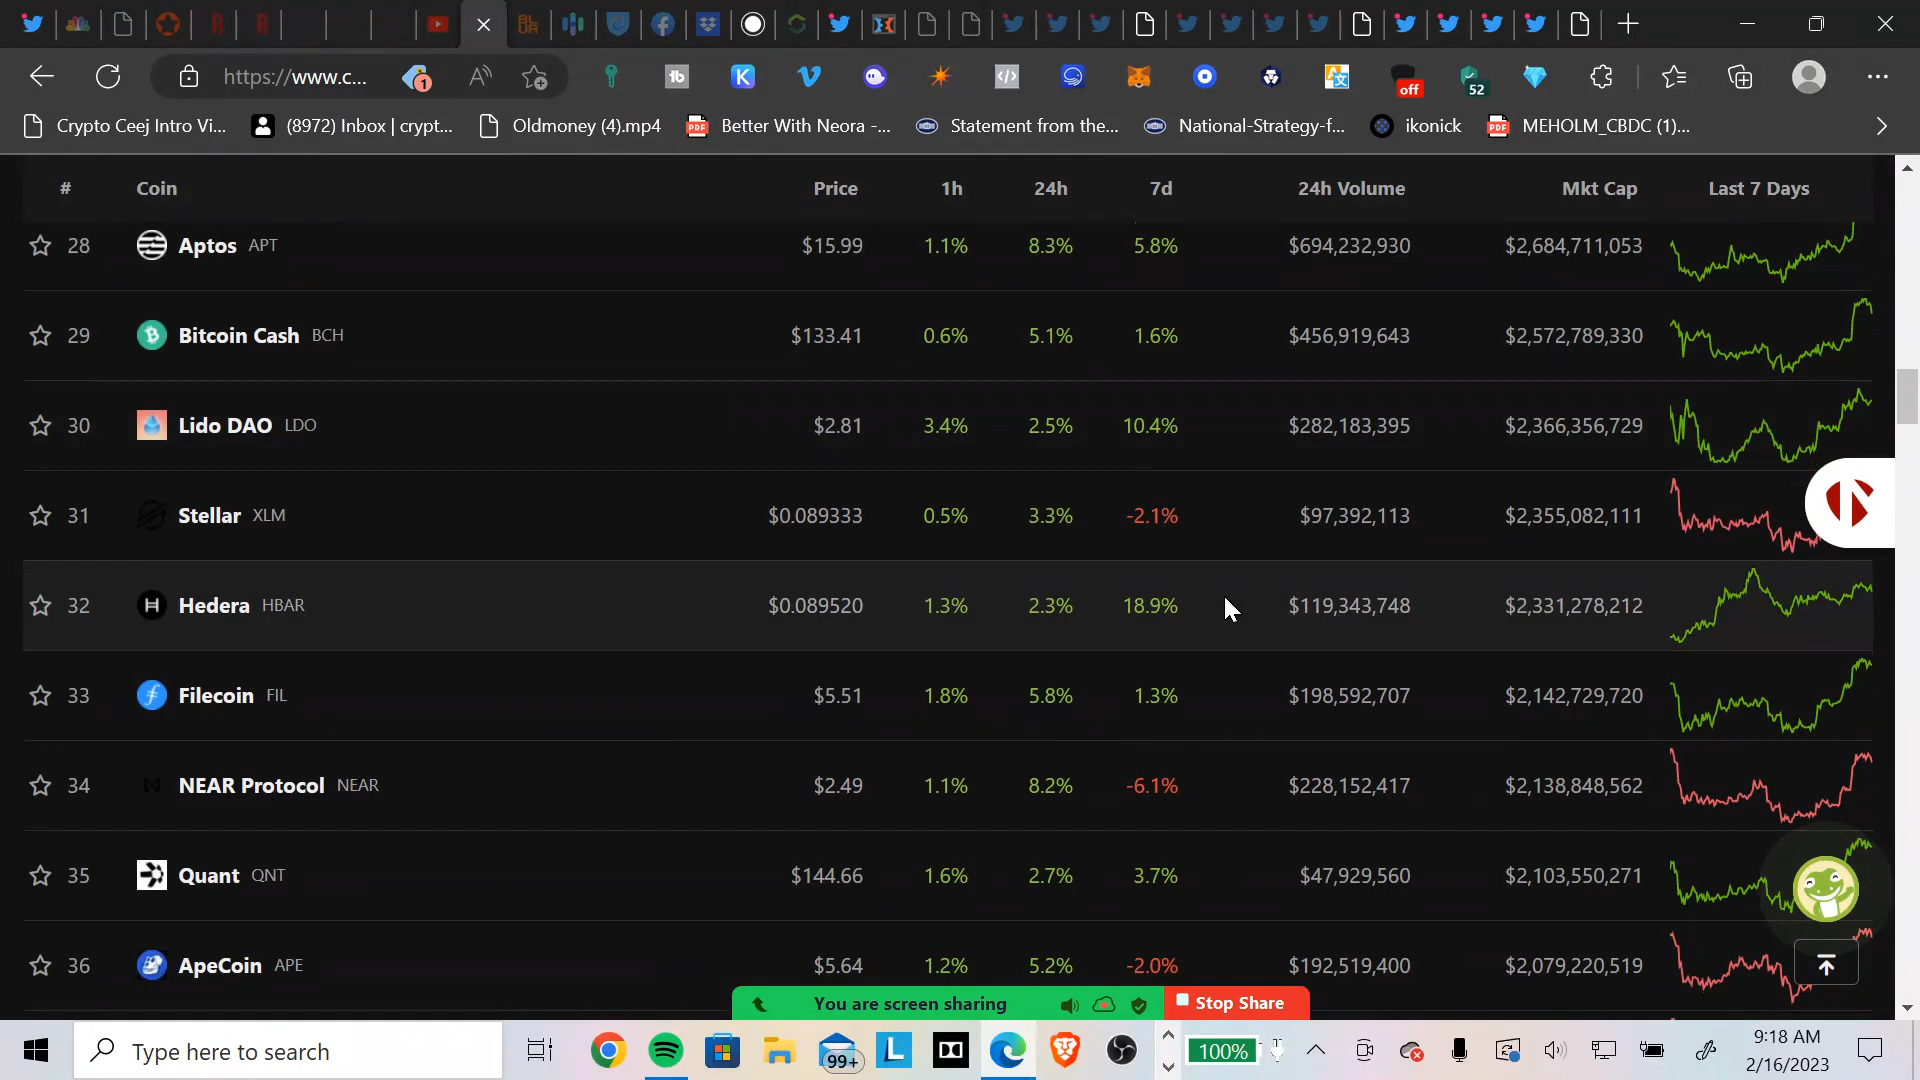 https://www.c...
1
off
52
Crypto Ceej Intro Vi...
(8972) Inbox | crypt...
Oldmoney (4).mp4
Better With Neora -...
Statement from the...
National-Strategy-f...
ikonick
MEHOLM_CBDC (1)...
# Coin Price 1h 24h 7d 24h Volume Mkt Cap Last 7 Days
28 Aptos APT $15.99 1.1% 8.3% 5.8% $694,232,930 $2,684,711,053
29 Bitcoin Cash BCH $133.41 0.6% 5.1% 1.6% $456,919,643 $2,572,789,330
30 Lido DAO LDO $2.81 3.4% 2.5% 10.4% $282,183,395 $2,366,356,729
31 Stellar XLM $0.089333 0.5% 3.3% -2.1% $97,392,113 $2,355,082,111
32 Hedera HBAR $0.089520 1.3% 2.3% 18.9% $119,343,748 $2,331,278,212
33 Filecoin FIL $5.51 1.8% 5.8% 1.3% $198,592,707 $2,142,729,720
34 NEAR Protocol NEAR $2.49 1.1% 8.2% -6.1% $228,152,417 $2,138,848,562
35 Quant QNT $144.66 1.6% 2.7% 3.7% $47,929,560 $2,103,550,271
36 ApeCoin APE $5.64 1.2% 5.2% -2.0% $192,519,400 $2,079,220,519
You are screen sharing Stop Share
Type here to search
99+
100%
9:18 AM
2/16/2023